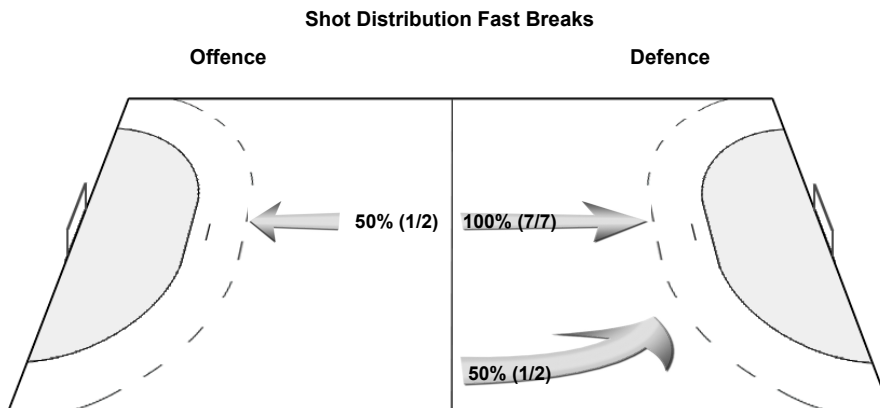 Shot Distribution Fast Breaks
Offence
Defence
50% (1/2)
100% (7/7)
50% (1/2)